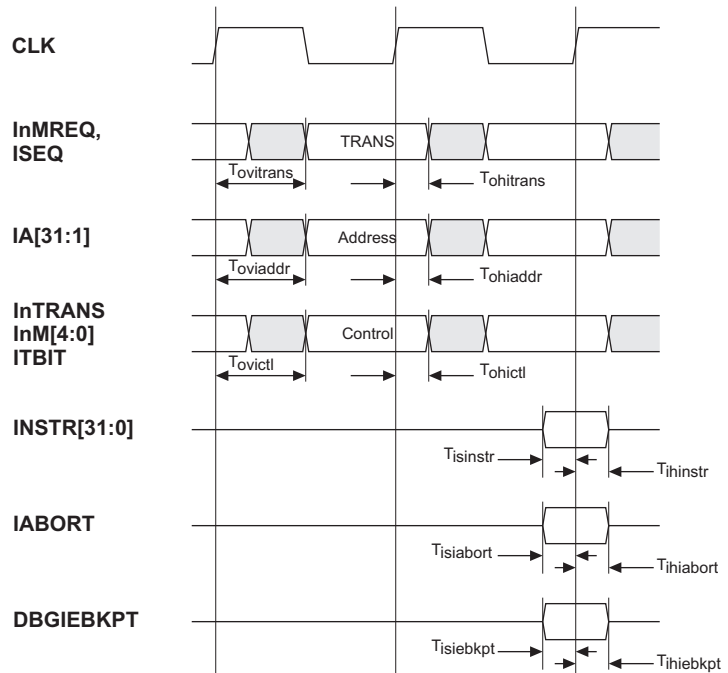 CLK
InMREQ,
ISEQ
TRANS
Tovitrans
Tohitrans
IA[31:1]
Address
Toviaddr
Tohiaddr
InTRANS
InM[4:0]
ITBIT
Control
Tovictl
Tohictl
INSTR[31:0]
Tisinstr
Tihinstr
IABORT
Tisiabort
Tihiabort
DBGIEBKPT
Tisiebkpt
Tihiebkpt